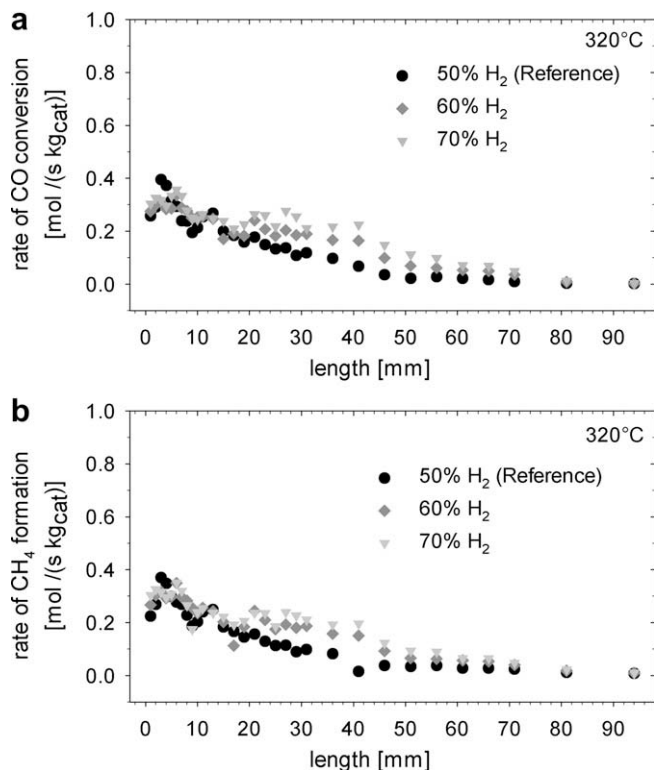 a
320°C
50% H₂ (Reference)
60% H₂
70% H₂
rate of CO conversion
[mol /(s kgcat)]
1.0
0.8
0.6
0.4
0.2
0.0
0 10 20 30 40 50 60 70 80 90
length [mm]
b
320°C
50% H₂ (Reference)
60% H₂
70% H₂
rate of CH₄ formation
[mol /(s kgcat)]
1.0
0.8
0.6
0.4
0.2
0.0
0 10 20 30 40 50 60 70 80 90
length [mm]